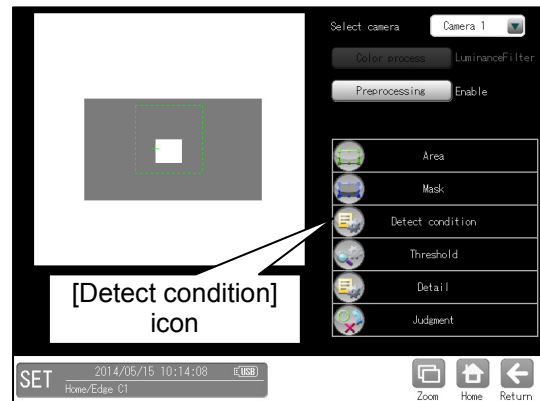 Select camera Camera 1
Color process LuminanceFilter
Preprocessing Enable
Area
Mask
Detect condition
Threshold
Detail
Judgment
[Detect condition]
icon
SET 2014/05/15 10:14:08 USB
Home/Edge C1
Zoom Home Return